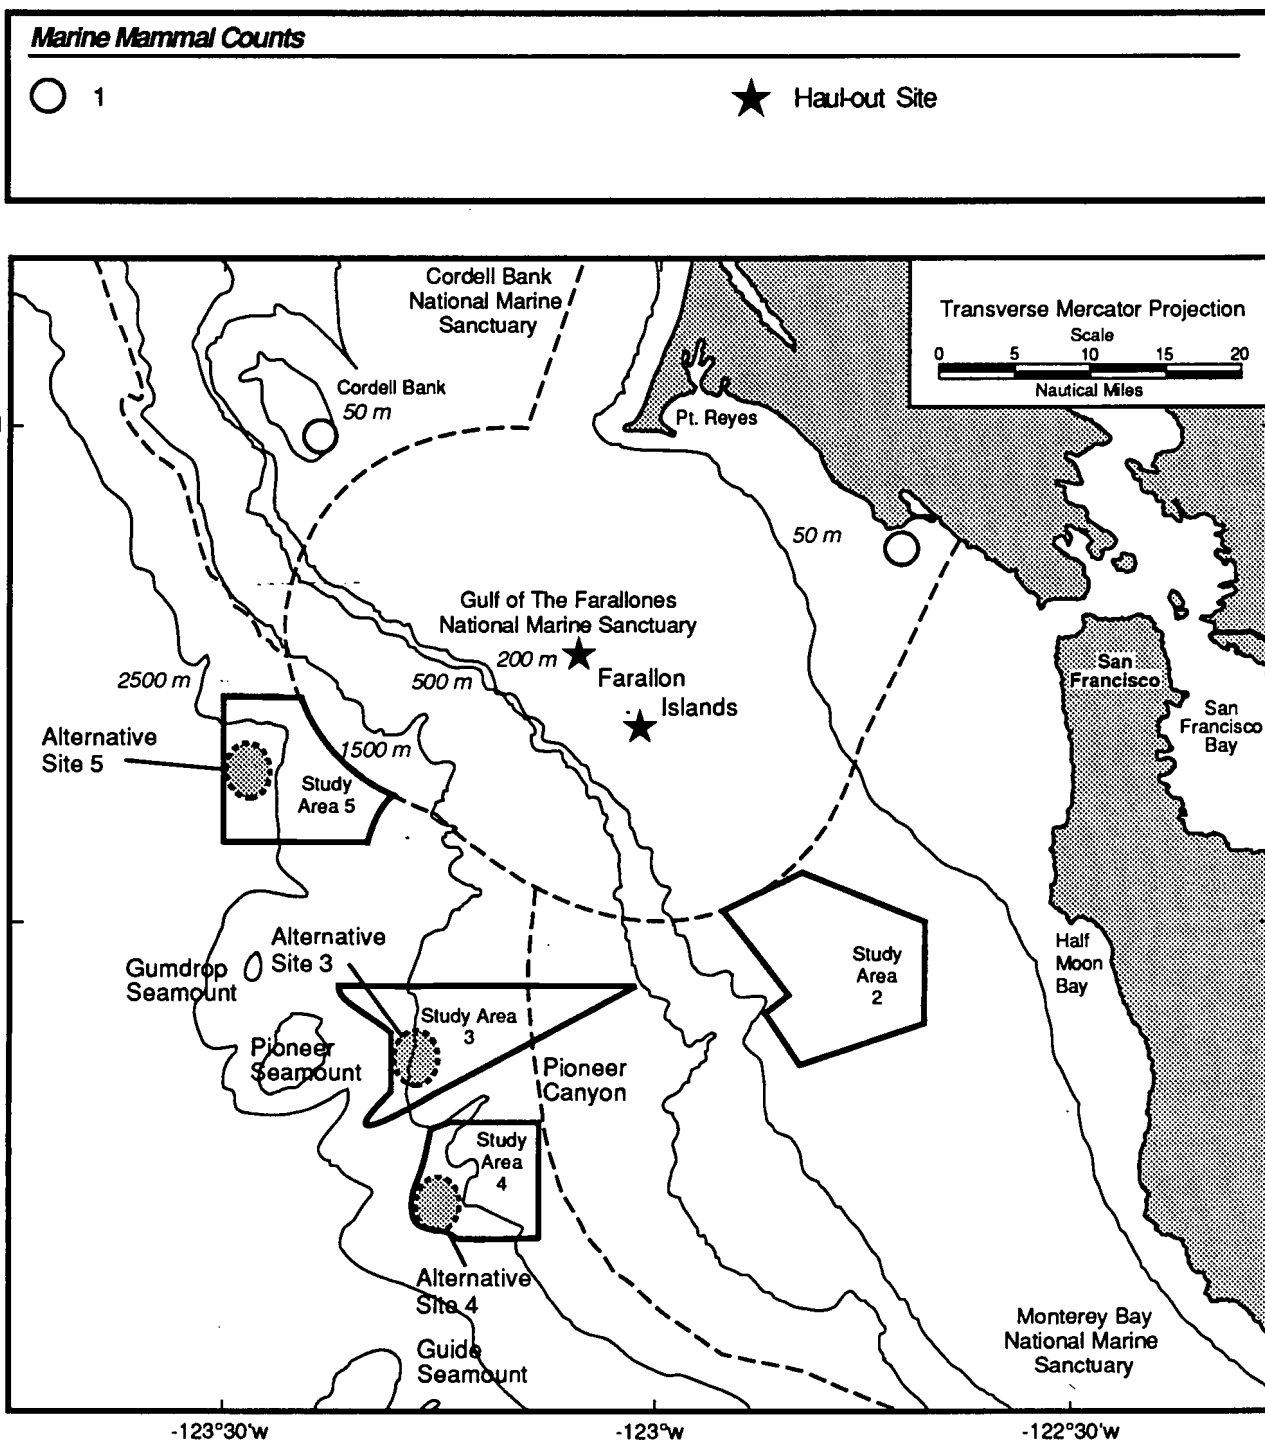 Marine Mammal Counts
1
Haul-out Site
Cordell Bank
National Marine
Sanctuary
Transverse Mercator Projection
Scale
0 5 10 15 20
Nautical Miles
Cordell Bank
50 m
Pt. Reyes
50 m
Gulf of The Farallones
National Marine Sanctuary
200 m
Farallon
Islands
2500 m
500 m
San
Francisco
San
Francisco
Bay
Alternative
Site 5
1500 m
Study
Area 5
Alternative
Site 3
Gumdrop
Seamount
Study
Area
2
Half
Moon
Bay
Study Area
3
Pioneer
Seamount
Pioneer
Canyon
Study
Area
4
Alternative
Site 4
Guide
Seamount
Monterey Bay
National Marine
Sanctuary
-123°30'W
-123°W
-122°30'W